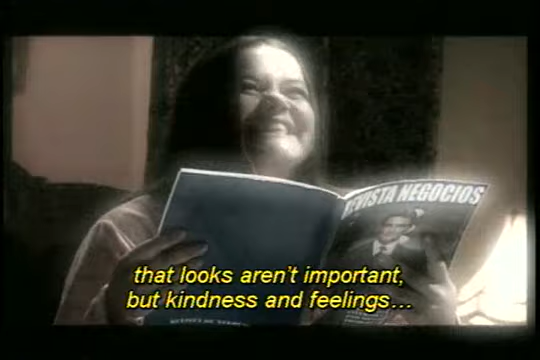 REVISTA NEGOCIOS
that looks aren't important,
but kindness and feelings...